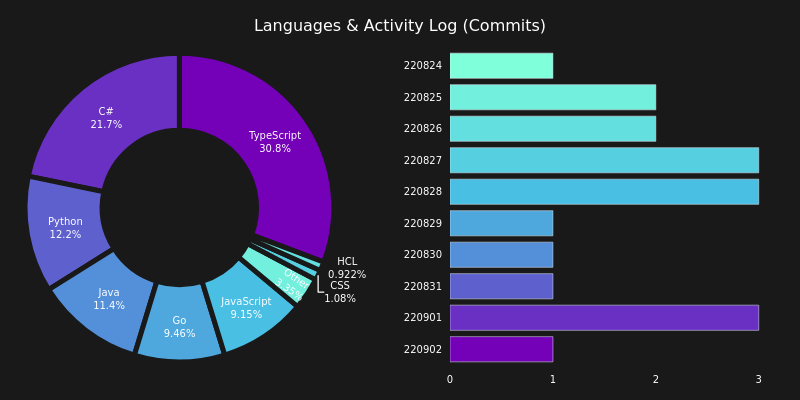 Languages & Activity Log (Commits)
C#
21.7%
TypeScript
30.8%
Python
12.2%
Java
11.4%
Go
9.46%
JavaScript
9.15%
Other
3.35%
HCL
0.922%
CSS
1.08%
220824
220825
220826
220827
220828
220829
220830
220831
220901
220902
0
1
2
3